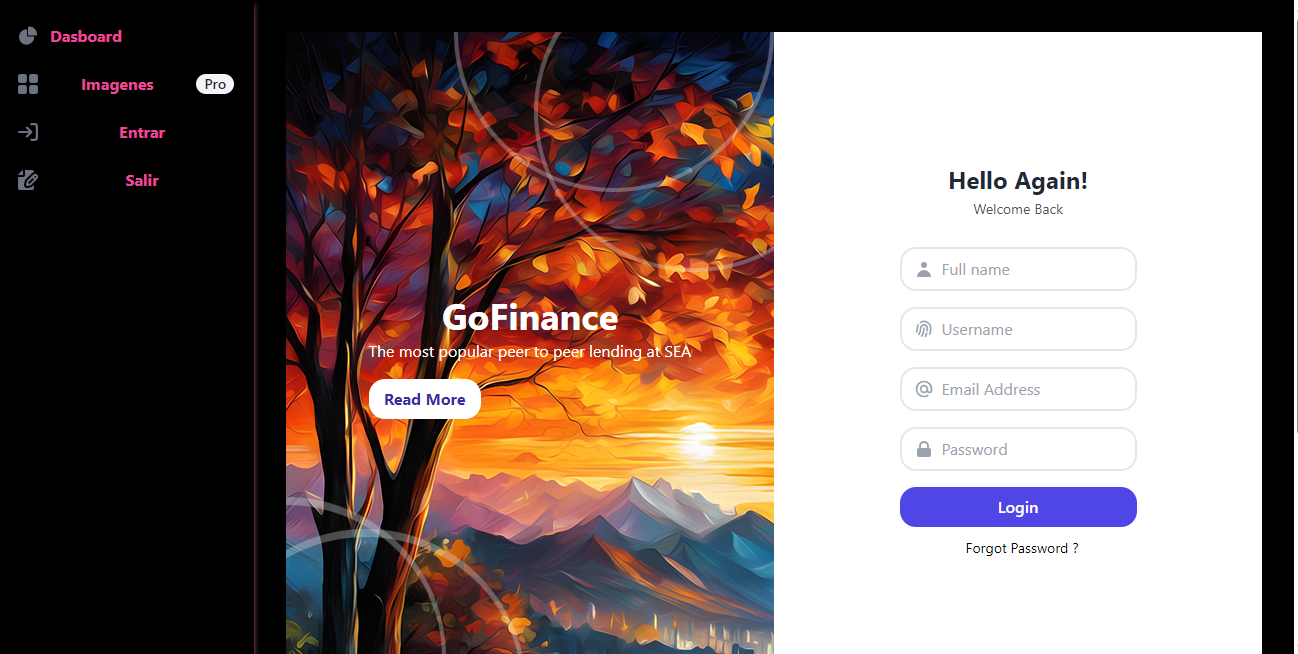 Dasboard
Imagenes Pro
Entrar
Salir
GoFinance
The most popular peer to peer lending at SEA
Read More
Hello Again!
Welcome Back
Full name
Username
Email Address
Password
Login
Forgot Password ?